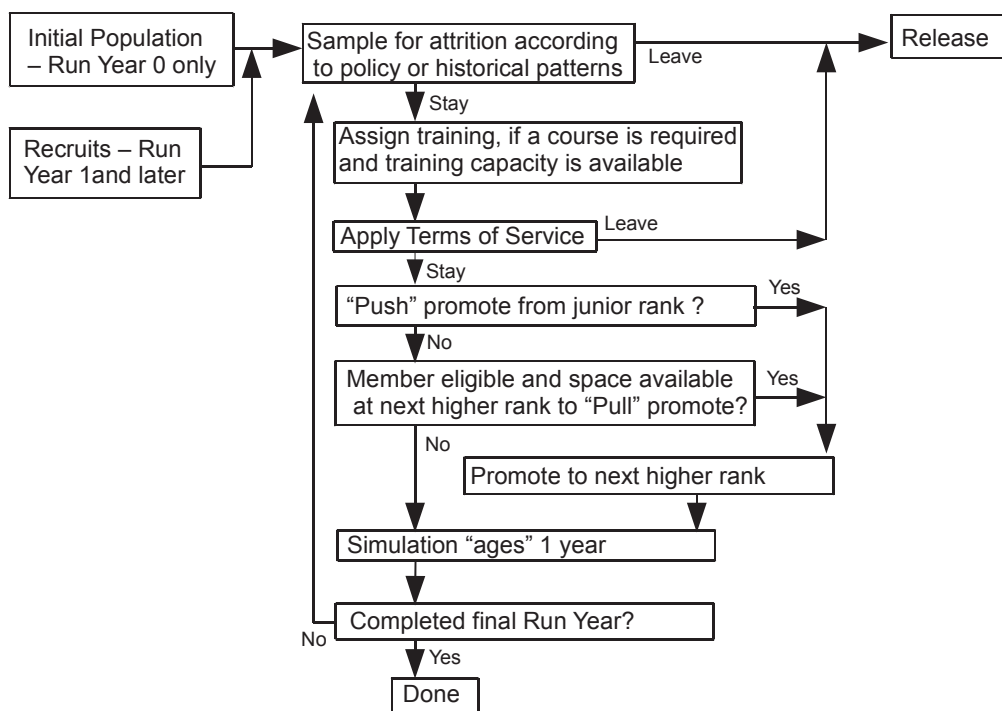 Initial Population
– Run Year 0 only
Sample for attrition according
to policy or historical patterns
Leave
Release
Recruits – Run
Year 1and later
Stay
Assign training, if a course is required
and training capacity is available
Apply Terms of Service
Leave
Stay
“Push” promote from junior rank ?
Yes
No
Member eligible and space available
at next higher rank to “Pull” promote?
Yes
No
Promote to next higher rank
Simulation “ages” 1 year
Completed final Run Year?
No
Yes
Done